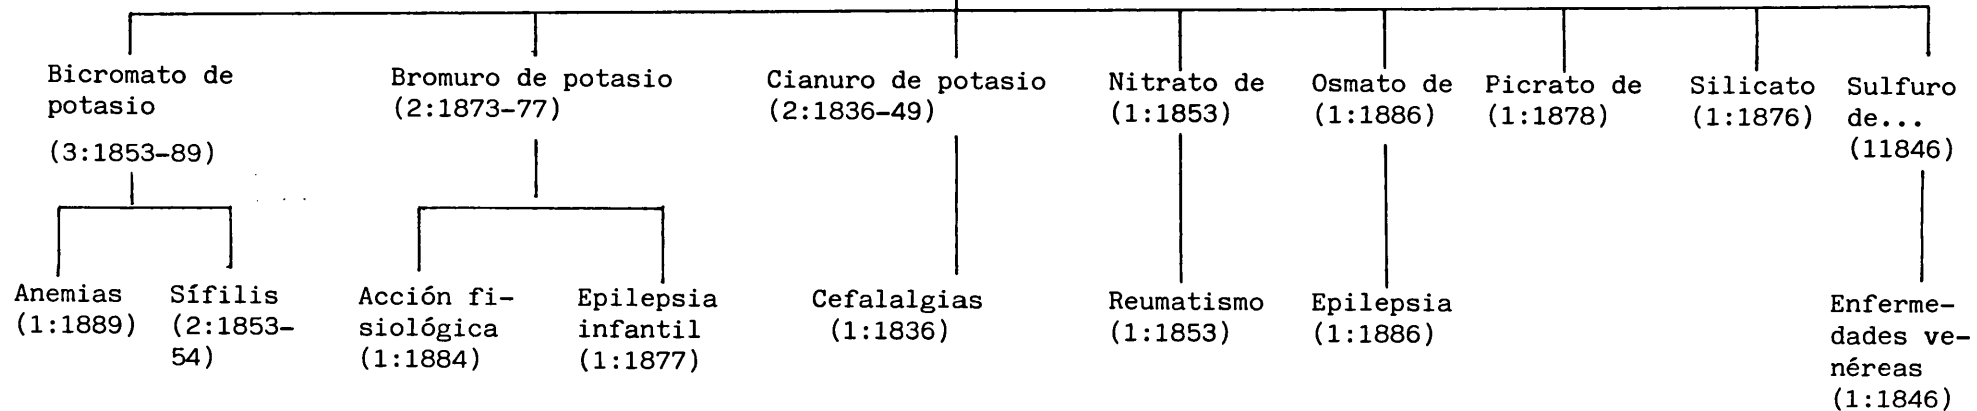 Bicromato de
potasio
(3:1853-89)
Bromuro de potasio
(2:1873-77)
Cianuro de potasio
(2:1836-49)
Nitrato de
(1:1853)
Osmato de
(1:1886)
Picrato de
(1:1878)
Silicato
(1:1876)
Sulfuro
de...
(11846)
Anemias
(1:1889)
Sífilis
(2:1853-
54)
Acción fi-
siológica
(1:1884)
Epilepsia
infantil
(1:1877)
Cefalalgias
(1:1836)
Reumatismo
(1:1853)
Epilepsia
(1:1886)
Enferme-
dades ve-
néreas
(1:1846)